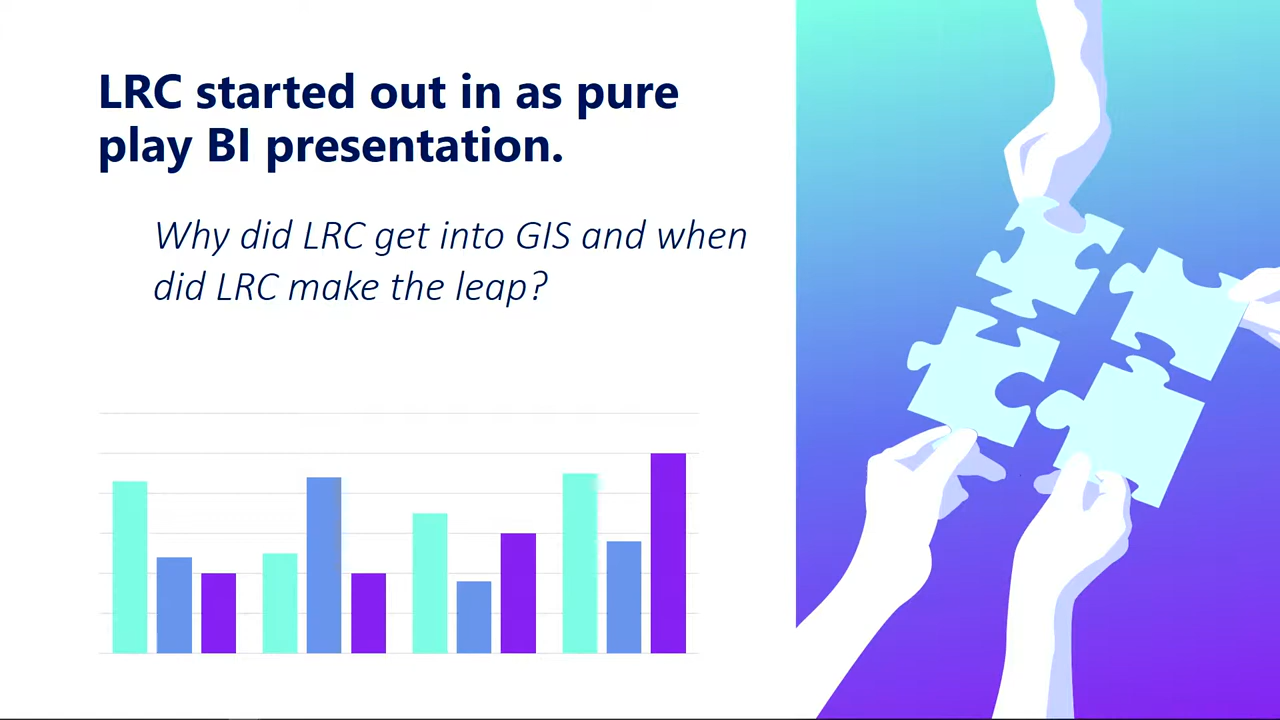 LRC started out in as pure
play BI presentation.
Why did LRC get into GIS and when
did LRC make the leap?